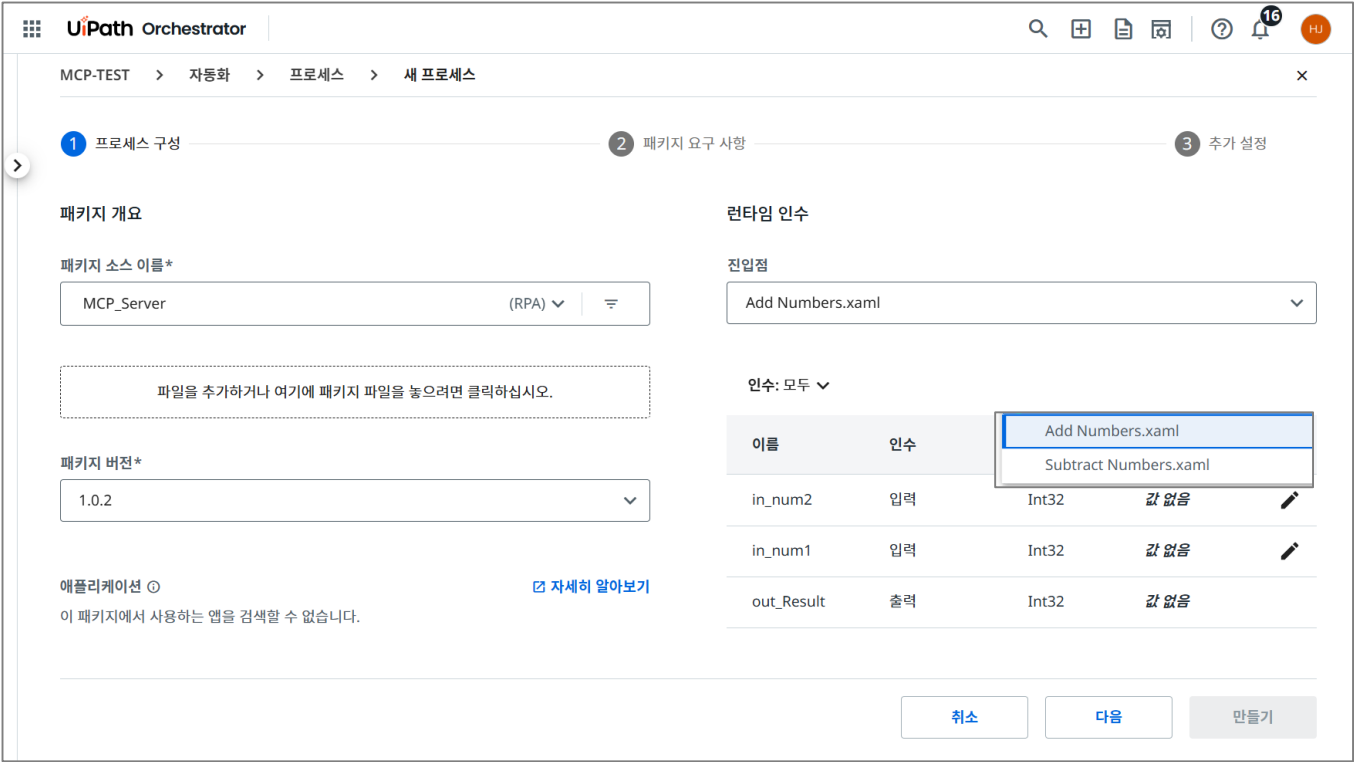 UiPath Orchestrator
16
HJ
MCP-TEST > 자동화 > 프로세스 > 새 프로세스
1 프로세스 구성
2 패키지 요구 사항
3 추가 설정
패키지 개요
패키지 소스 이름*
MCP_Server (RPA)
파일을 추가하거나 여기에 패키지 파일을 놓으려면 클릭하십시오.
패키지 버전*
1.0.2
애플리케이션
자세히 알아보기
이 패키지에서 사용하는 앱을 검색할 수 없습니다.
런타임 인수
진입점
Add Numbers.xaml
인수: 모두
이름 인수
Add Numbers.xaml
Subtract Numbers.xaml
in_num2 입력 Int32 값 없음
in_num1 입력 Int32 값 없음
out_Result 출력 Int32 값 없음
취소 다음 만들기